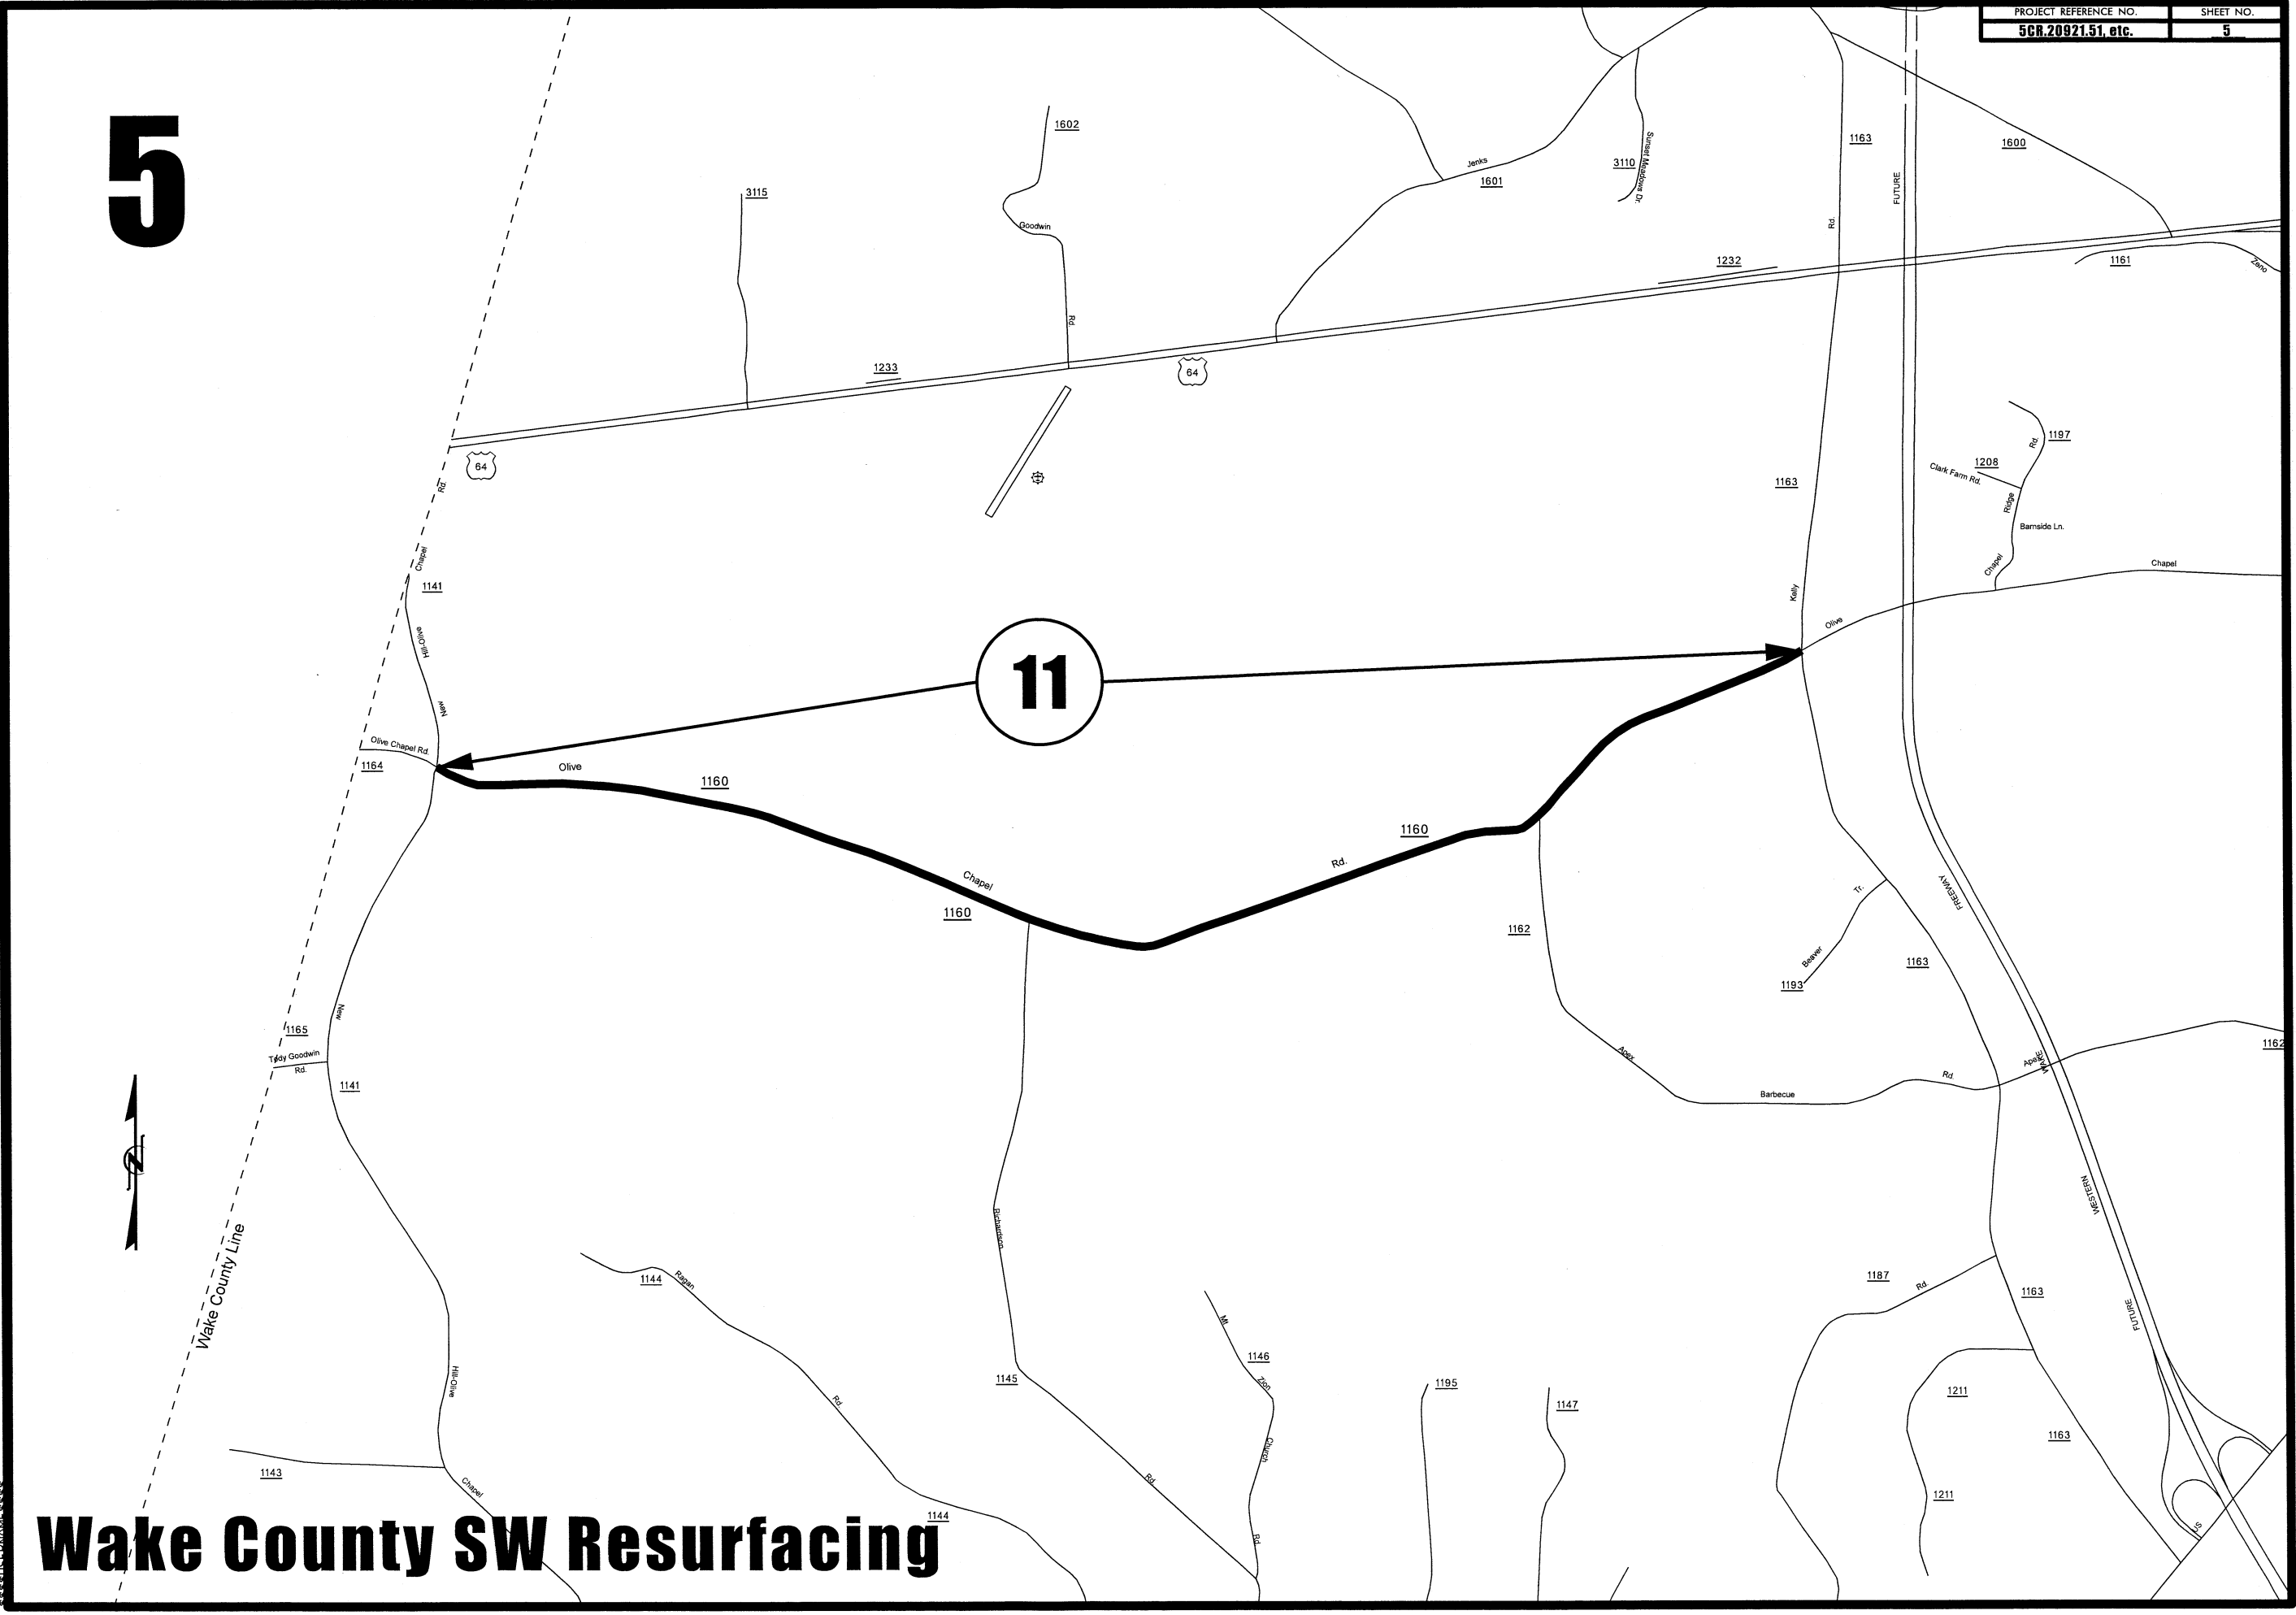 PROJECT REFERENCE NO.
SHEET NO.
5CR.20921.51, etc.
5
5
1602
3115
Goodwin
Rd.
Jenks
1601
3110
Sunset Meadows Dr.
1163
Rd.
FUTURE
1600
1232
1161
Zeno
1233
64
64
Rd.
Chapel
1141
Hill-Olive
New
1163
Kelly
1197
Rd.
1208
Clark Farm Rd.
Ridge
Barnside Ln.
Chapel
Chapel
Olive
11
Olive Chapel Rd.
1164
Olive
1160
Chapel
1160
Rd.
1160
1162
Tr.
Beaver
1193
1163
FREEWAY
New
1165
Tody Goodwin
Rd.
1141
Apex
Barbecue
Rd.
Apex
WAKE
1162
N
Wake County Line
WESTERN
Richardson
1144
Ragan
Rd.
1187
Rd.
1163
FUTURE
Mt
1146
Zion
Church
Rd
1145
Rd.
1195
1147
1211
1163
1211
Hill-Olive
1143
Chapel
1144
SR
Wake County SW Resurfacing